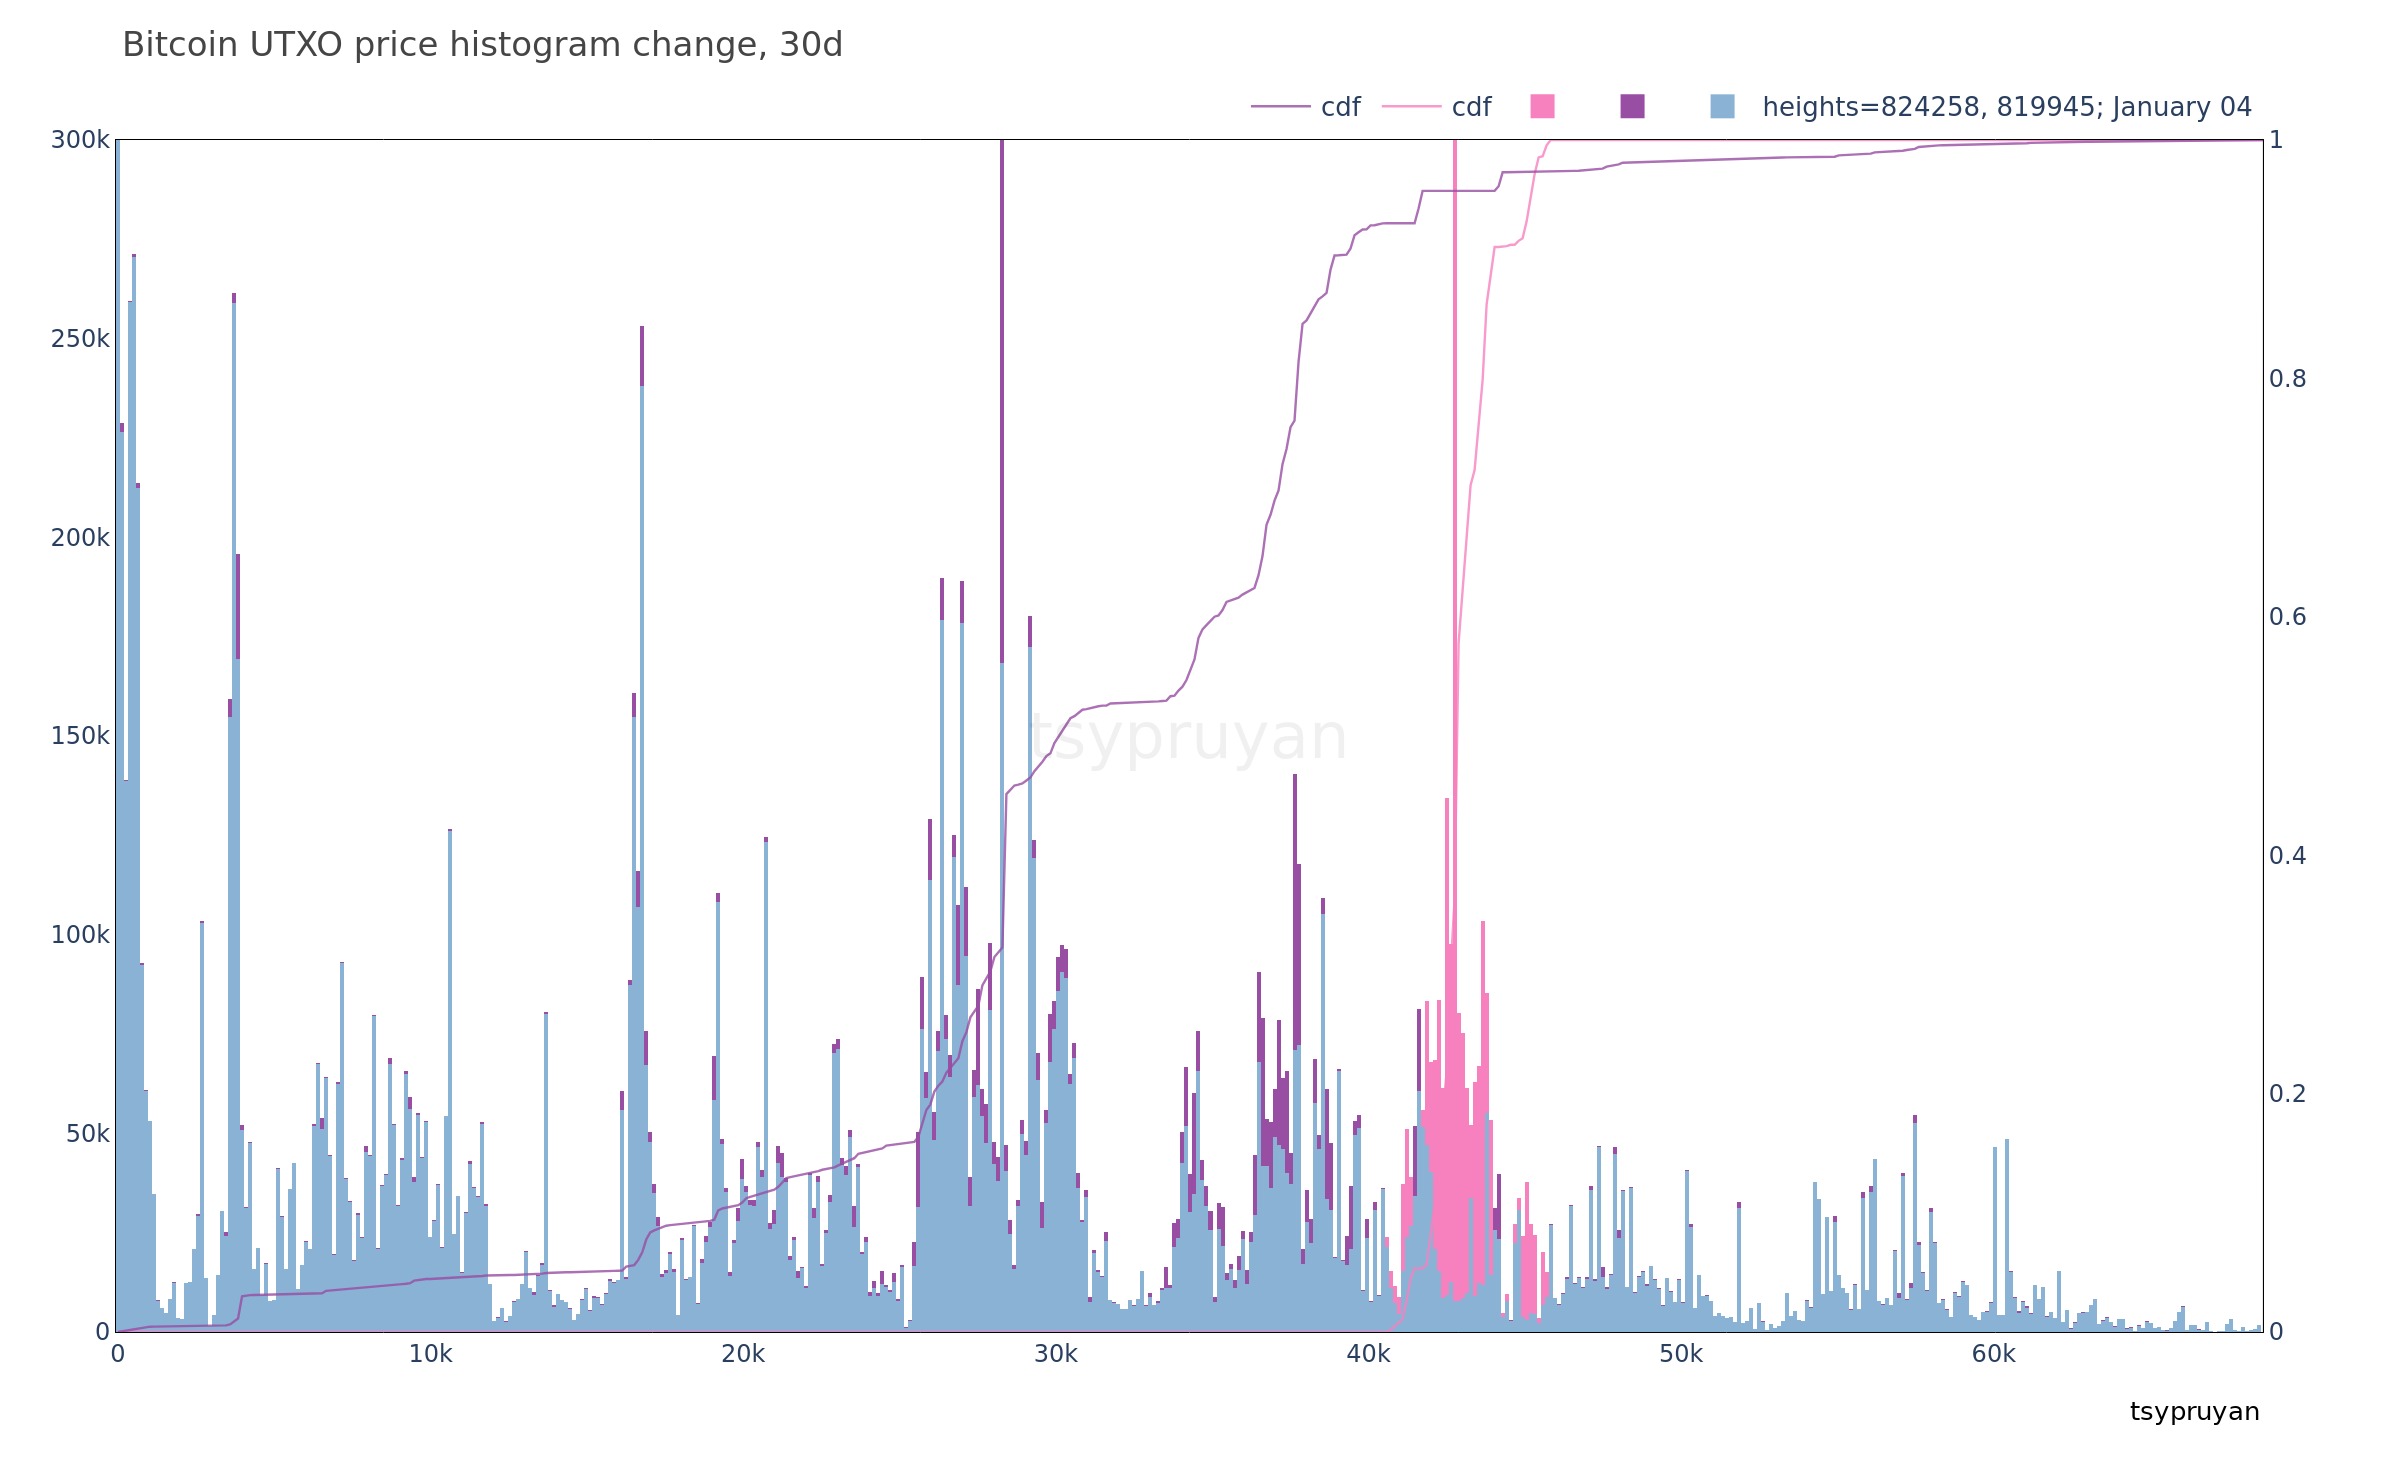 Bitcoin UTXO price histogram change, 30d
cdf cdf heights=824258, 819945; January 04
300k
250k
200k
150k
100k
50k
0
1
0.8
0.6
0.4
0.2
0
tsypruyan
0 10k 20k 30k 40k 50k 60k
tsypruyan